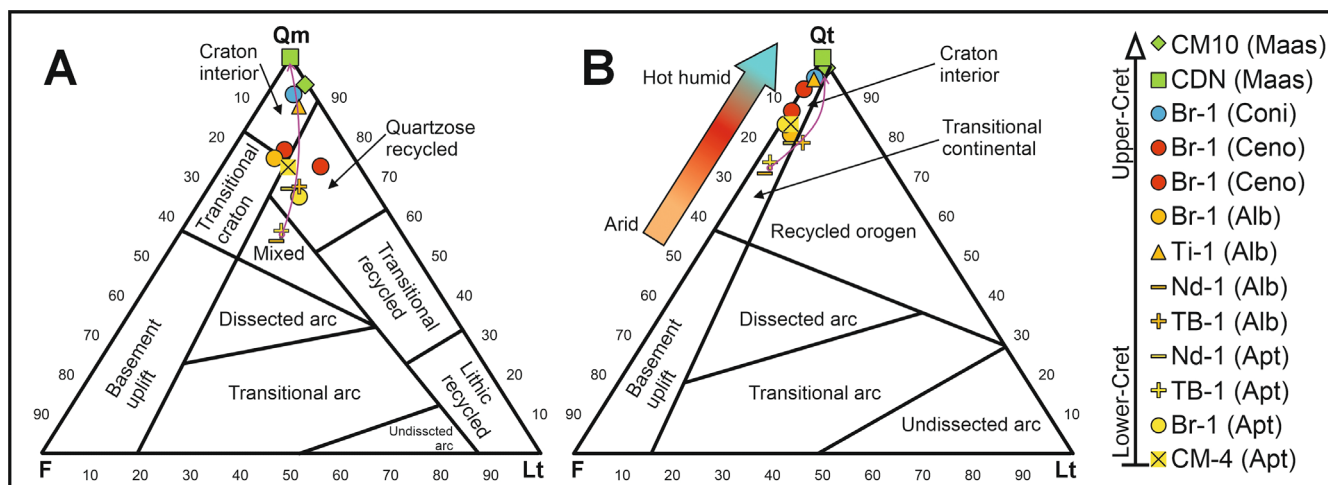 A
Qm
Craton
interior
10
20
30
40
50
60
70
80
90
90
80
70
60
50
40
30
20
10
Quartzose
recycled
Transitional
craton
Mixed
Transitional
recycled
Dissected arc
Basement
uplift
Transitional arc
Lithic
recycled
Undisscted
arc
F
10
20
30
40
50
60
70
80
90
Lt
B
Qt
Hot humid
Arid
Craton
interior
Transitional
continental
10
20
30
40
50
60
70
80
90
90
80
70
60
50
40
30
20
10
Recycled orogen
Dissected arc
Basement
uplift
Transitional arc
Undissected arc
F
10
20
30
40
50
60
70
80
50
Lt
Upper-Cret
Lower-Cret
CM10 (Maas)
CDN (Maas)
Br-1 (Coni)
Br-1 (Ceno)
Br-1 (Ceno)
Br-1 (Alb)
Ti-1 (Alb)
Nd-1 (Alb)
TB-1 (Alb)
Nd-1 (Apt)
TB-1 (Apt)
Br-1 (Apt)
CM-4 (Apt)